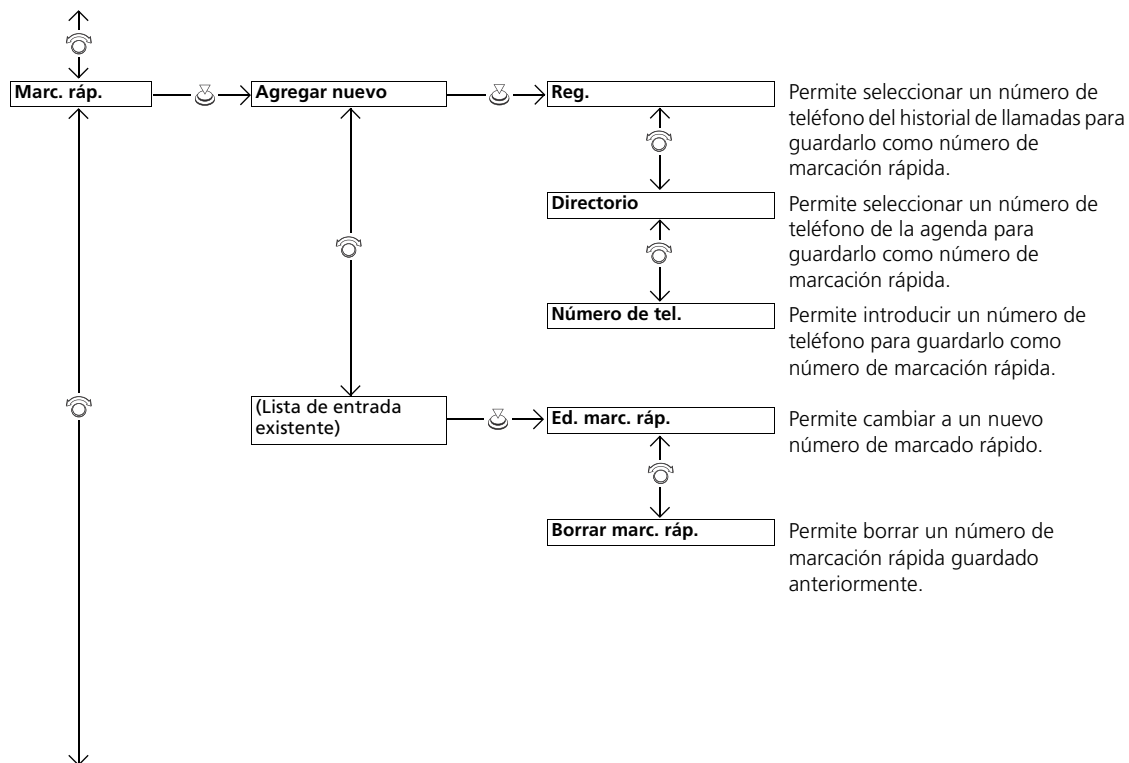 Marc. ráp.
Agregar nuevo
Reg.
Permite seleccionar un número de
teléfono del historial de llamadas para
guardarlo como número de
marcación rápida.
Directorio
Permite seleccionar un número de
teléfono de la agenda para
guardarlo como número de
marcación rápida.
Número de tel.
Permite introducir un número de
teléfono para guardarlo como
número de marcación rápida.
(Lista de entrada
existente)
Ed. marc. ráp.
Permite cambiar a un nuevo
número de marcado rápido.
Borrar marc. ráp.
Permite borrar un número de
marcación rápida guardado
anteriormente.